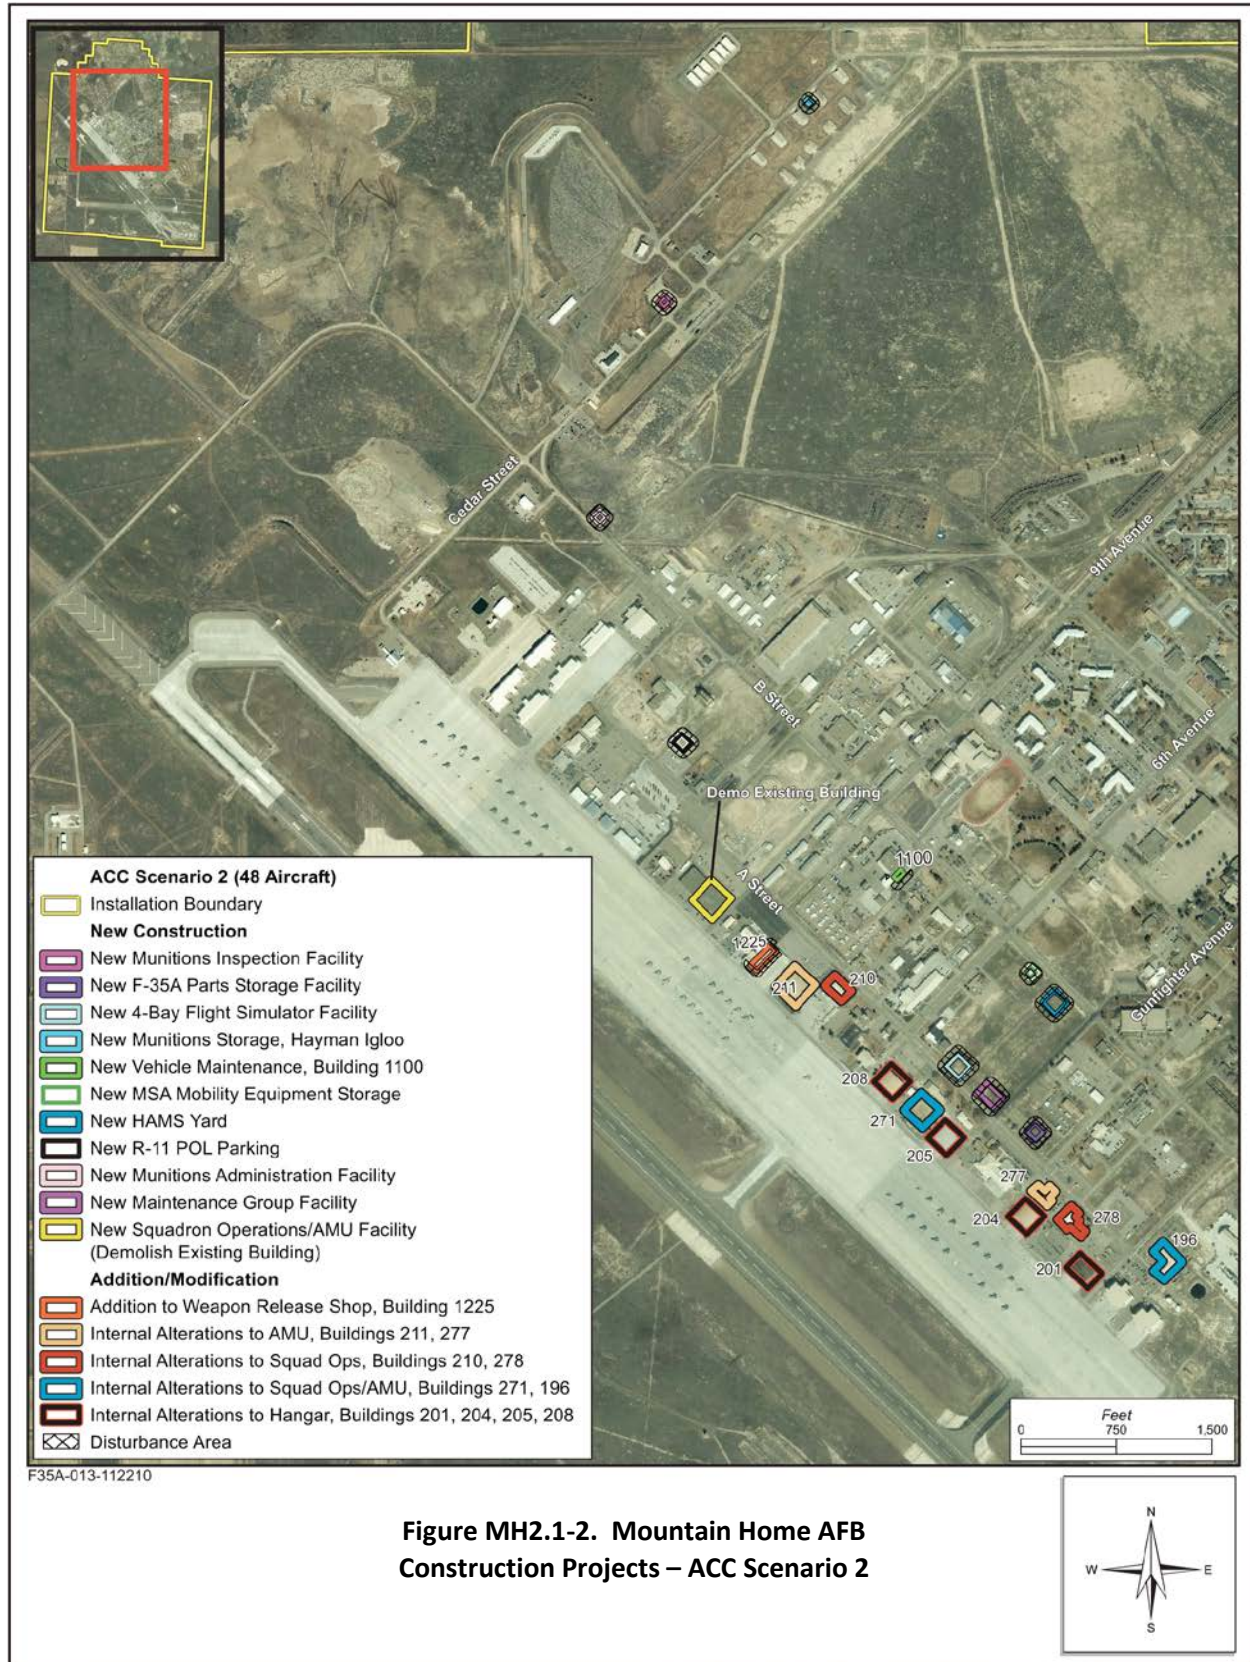 Cedar Street
9th Avenue
B Street
6th Avenue
Demo Existing Building
A Street
1100
Gunfighter Avenue
1225
211
210
208
271
205
277
204
278
196
201
ACC Scenario 2 (48 Aircraft)
Installation Boundary
New Construction
New Munitions Inspection Facility
New F-35A Parts Storage Facility
New 4-Bay Flight Simulator Facility
New Munitions Storage, Hayman Igloo
New Vehicle Maintenance, Building 1100
New MSA Mobility Equipment Storage
New HAMS Yard
New R-11 POL Parking
New Munitions Administration Facility
New Maintenance Group Facility
New Squadron Operations/AMU Facility
(Demolish Existing Building)
Addition/Modification
Addition to Weapon Release Shop, Building 1225
Internal Alterations to AMU, Buildings 211, 277
Internal Alterations to Squad Ops, Buildings 210, 278
Internal Alterations to Squad Ops/AMU, Buildings 271, 196
Internal Alterations to Hangar, Buildings 201, 204, 205, 208
Disturbance Area
Feet
0 750 1,500
F35A-013-112210
Figure MH2.1-2. Mountain Home AFB
Construction Projects – ACC Scenario 2
N
W E
S